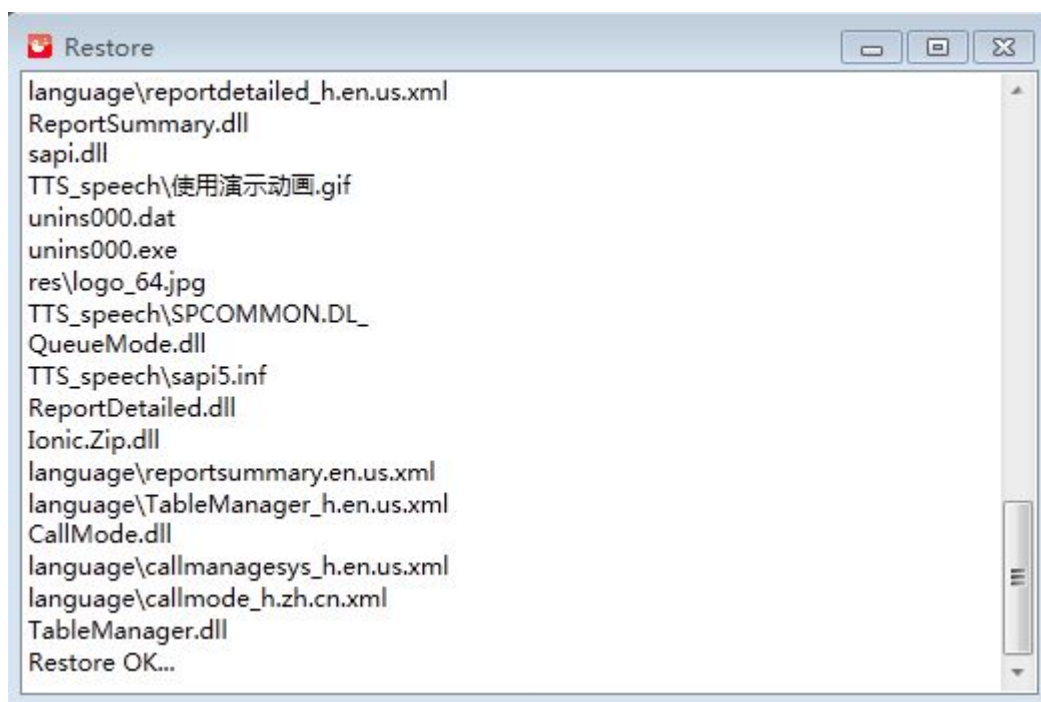 Restore
language\reportdetailed_h.en.us.xml
ReportSummary.dll
sapi.dll
TTS_speech\使用演示动画.gif
unins000.dat
unins000.exe
res\logo_64.jpg
TTS_speech\SPCOMMON.DL_
QueueMode.dll
TTS_speech\sapi5.inf
ReportDetailed.dll
Ionic.Zip.dll
language\reportsummary.en.us.xml
language\TableManager_h.en.us.xml
CallMode.dll
language\callmanagesys_h.en.us.xml
language\callmode_h.zh.cn.xml
TableManager.dll
Restore OK...